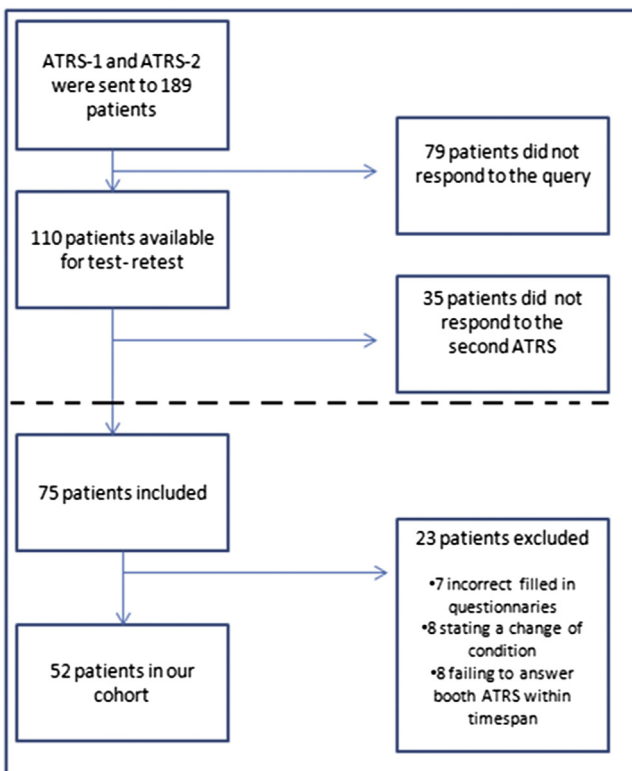 ATRS-1 and ATRS-2
were sent to 189
patients
79 patients did not
respond to the query
110 patients available
for test- retest
35 patients did not
respond to the
second ATRS
75 patients included
23 patients excluded
•7 incorrect filled in
questionnaries
•8 stating a change of
condition
•8 failing to answer
booth ATRS within
timespan
52 patients in our
cohort